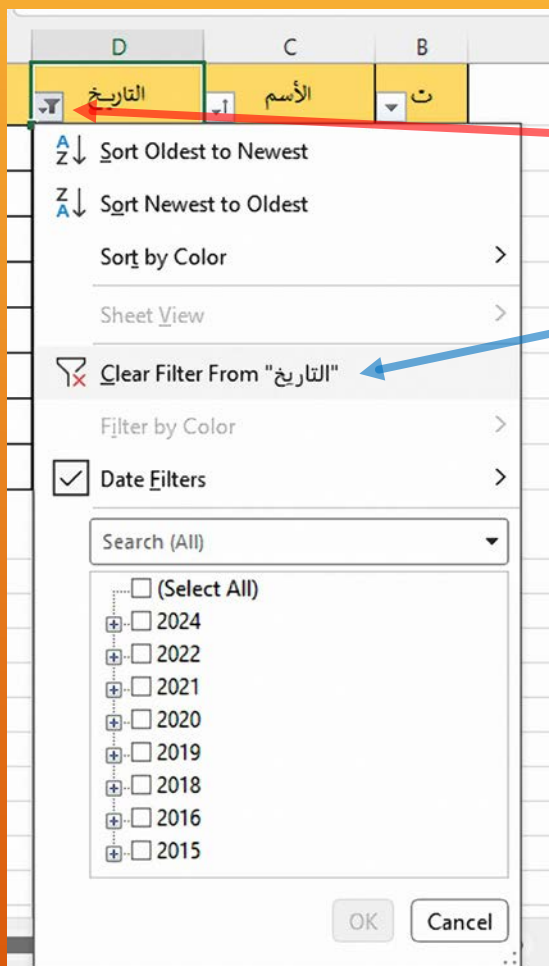 D C B
التاريخ الأسم ت
Sort Oldest to Newest
Sort Newest to Oldest
Sort by Color
Sheet View
Clear Filter From "التاريخ"
Filter by Color
Date Filters
Search (All)
(Select All)
2024
2022
2021
2020
2019
2018
2016
2015
OK Cancel